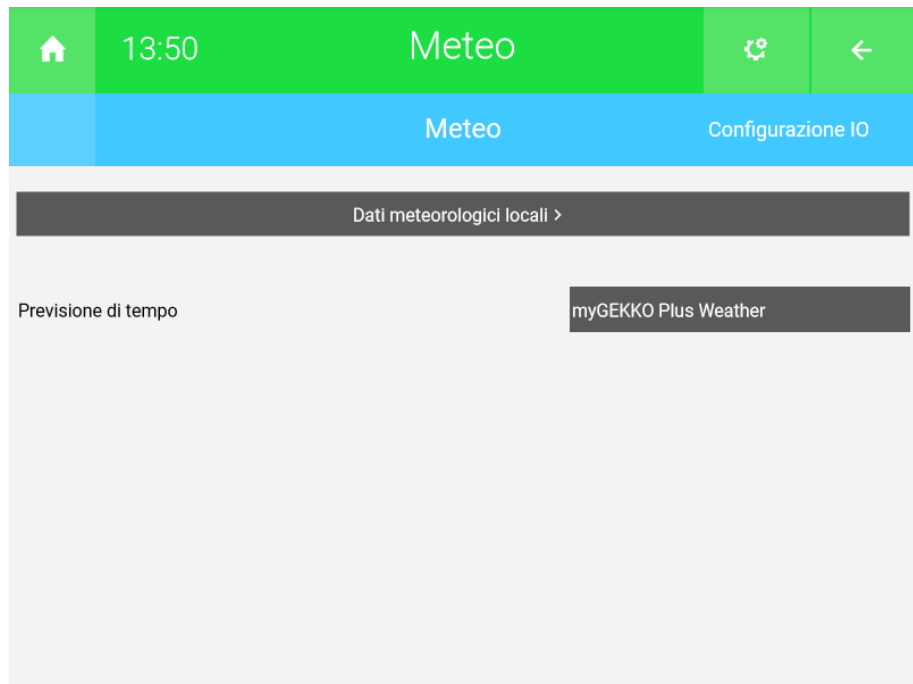 13:50
Meteo
Meteo
Configurazione IO
Dati meteorologici locali >
Previsione di tempo
myGEKKO Plus Weather